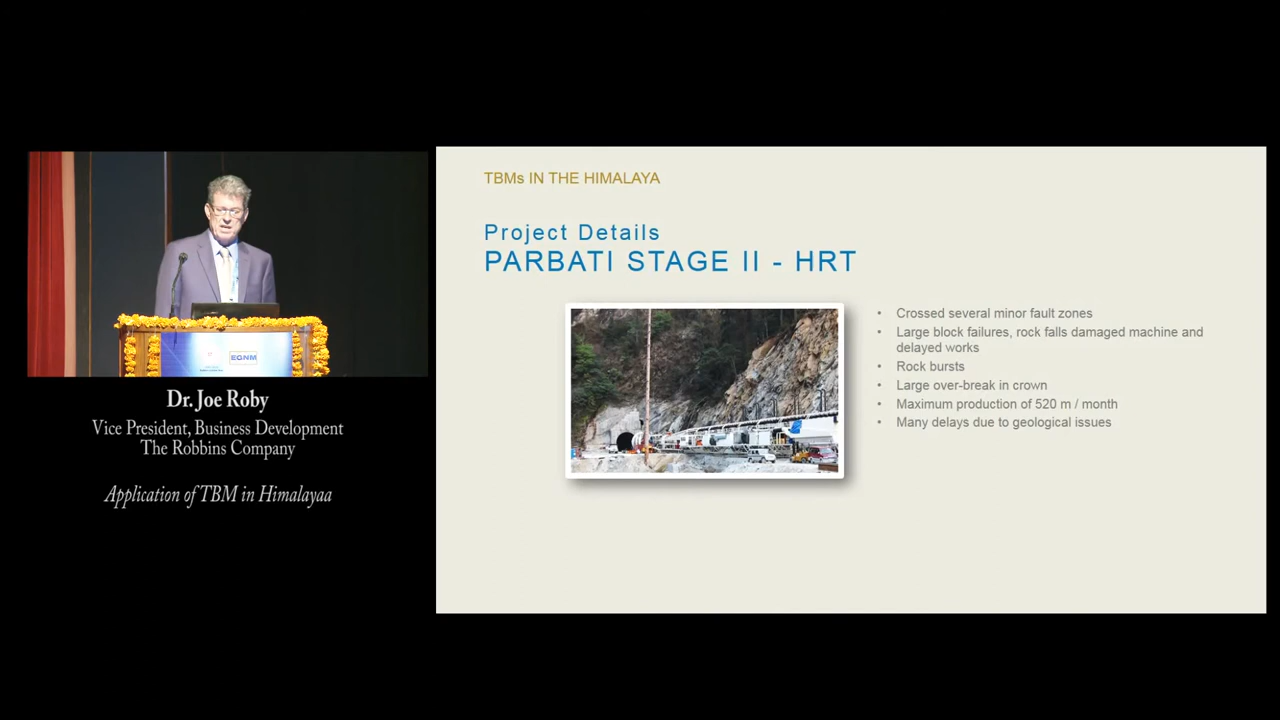 EGNM
Dr. Joe Roby
Vice President, Business Development
The Robbins Company
Application of TBM in Himalayaa
TBMs IN THE HIMALAYA
Project Details
PARBATI STAGE II - HRT
• Crossed several minor fault zones
• Large block failures, rock falls damaged machine and
delayed works
• Rock bursts
• Large over-break in crown
• Maximum production of 520 m / month
• Many delays due to geological issues